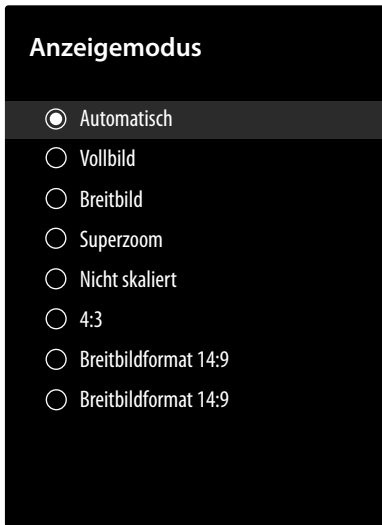 Anzeigemodus
Automatisch
Vollbild
Breitbild
Superzoom
Nicht skaliert
4:3
Breitbildformat 14:9
Breitbildformat 14:9